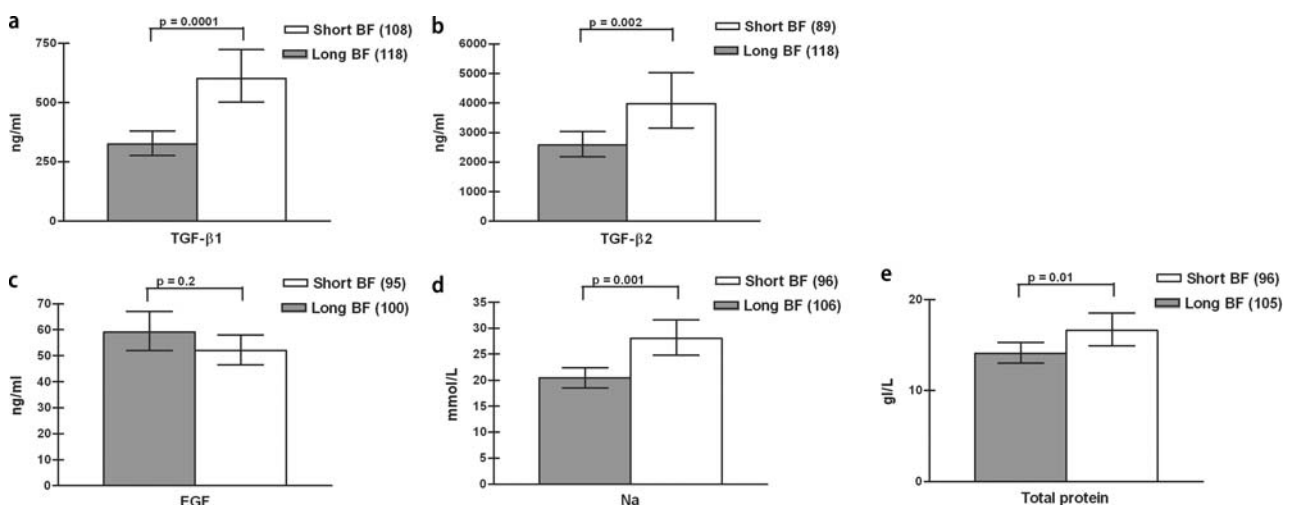 a
p = 0.0001
Short BF (108)
Long BF (118)
750
500
250
0
ng/ml
TGF-β1
b
p = 0.002
Short BF (89)
Long BF (118)
6000
5000
4000
3000
2000
1000
0
ng/ml
TGF-β2
c
p = 0.2
Short BF (95)
Long BF (100)
70
60
50
40
30
20
10
0
ng/ml
EGF
d
p = 0.001
Short BF (96)
Long BF (106)
35
30
25
20
15
10
5
0
mmol/L
Na
e
p = 0.01
Short BF (96)
Long BF (105)
20
10
0
gl/L
Total protein